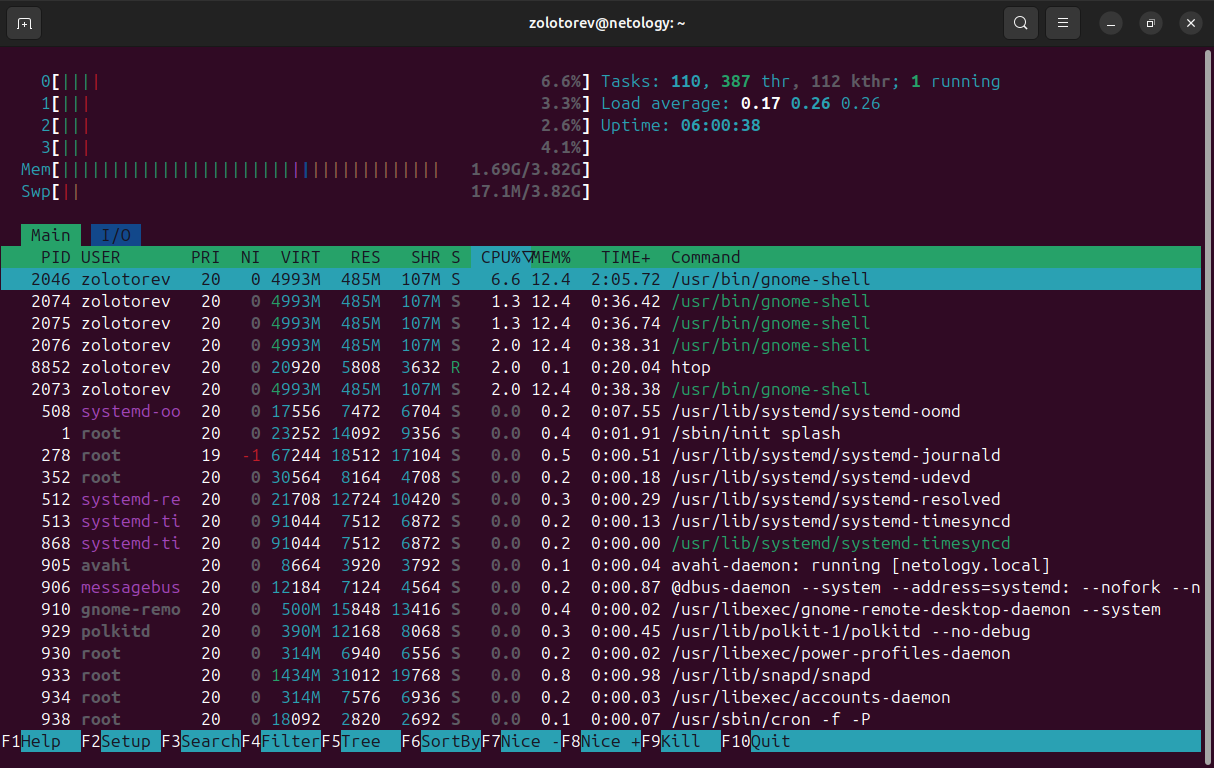 zolotorev@netology: ~
0[|||| 6.6%] Tasks: 110, 387 thr, 112 kthr; 1 running
1[||| 3.3%] Load average: 0.17 0.26 0.26
2[||| 2.6%] Uptime: 06:00:38
3[||| 4.1%]
Mem[|||||||||||||||||||||||||||||||||||||| 1.69G/3.82G]
Swp[|| 17.1M/3.82G]
Main I/O
PID USER PRI NI VIRT RES SHR S CPU%▽MEM% TIME+ Command
2046 zolotorev 20 0 4993M 485M 107M S 6.6 12.4 2:05.72 /usr/bin/gnome-shell
2074 zolotorev 20 0 4993M 485M 107M S 1.3 12.4 0:36.42 /usr/bin/gnome-shell
2075 zolotorev 20 0 4993M 485M 107M S 1.3 12.4 0:36.74 /usr/bin/gnome-shell
2076 zolotorev 20 0 4993M 485M 107M S 2.0 12.4 0:38.31 /usr/bin/gnome-shell
8852 zolotorev 20 0 20920 5808 3632 R 2.0 0.1 0:20.04 htop
2073 zolotorev 20 0 4993M 485M 107M S 2.0 12.4 0:38.38 /usr/bin/gnome-shell
508 systemd-oo 20 0 17556 7472 6704 S 0.0 0.2 0:07.55 /usr/lib/systemd/systemd-oomd
1 root 20 0 23252 14092 9356 S 0.0 0.4 0:01.91 /sbin/init splash
278 root 19 -1 67244 18512 17104 S 0.0 0.5 0:00.51 /usr/lib/systemd/systemd-journald
352 root 20 0 30564 8164 4708 S 0.0 0.2 0:00.18 /usr/lib/systemd/systemd-udevd
512 systemd-re 20 0 21708 12724 10420 S 0.0 0.3 0:00.29 /usr/lib/systemd/systemd-resolved
513 systemd-ti 20 0 91044 7512 6872 S 0.0 0.2 0:00.13 /usr/lib/systemd/systemd-timesyncd
868 systemd-ti 20 0 91044 7512 6872 S 0.0 0.2 0:00.00 /usr/lib/systemd/systemd-timesyncd
905 avahi 20 0 8664 3920 3792 S 0.0 0.1 0:00.04 avahi-daemon: running [netology.local]
906 messagebus 20 0 12184 7124 4564 S 0.0 0.2 0:00.87 @dbus-daemon --system --address=systemd: --nofork --n
910 gnome-remo 20 0 500M 15848 13416 S 0.0 0.4 0:00.02 /usr/libexec/gnome-remote-desktop-daemon --system
929 polkitd 20 0 390M 12168 8068 S 0.0 0.3 0:00.45 /usr/lib/polkit-1/polkitd --no-debug
930 root 20 0 314M 6940 6556 S 0.0 0.2 0:00.02 /usr/libexec/power-profiles-daemon
933 root 20 0 1434M 31012 19768 S 0.0 0.8 0:00.98 /usr/lib/snapd/snapd
934 root 20 0 314M 7576 6936 S 0.0 0.2 0:00.03 /usr/libexec/accounts-daemon
938 root 20 0 18092 2820 2692 S 0.0 0.1 0:00.07 /usr/sbin/cron -f -P
F1Help F2Setup F3SearchF4FilterF5Tree F6SortByF7Nice -F8Nice +F9Kill F10Quit